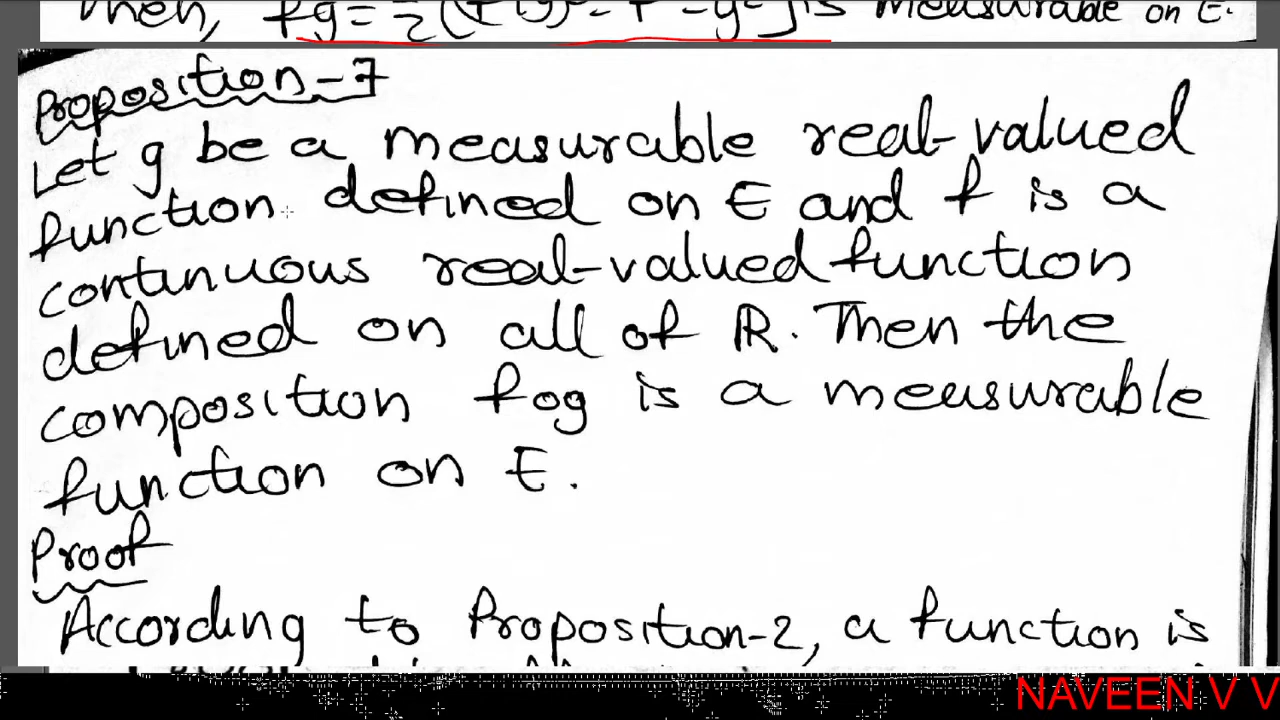 Then, fg = 1/2 [(f+g)² - f² - g²] is measurable on E.
Proposition-7
Let g be a measurable real-valued
function defined on E and f is a
continuous real-valued function
defined on all of R. Then the
composition fog is a measurable
function on E.
Proof
According to Proposition-2, a function is
NAVEEN V V